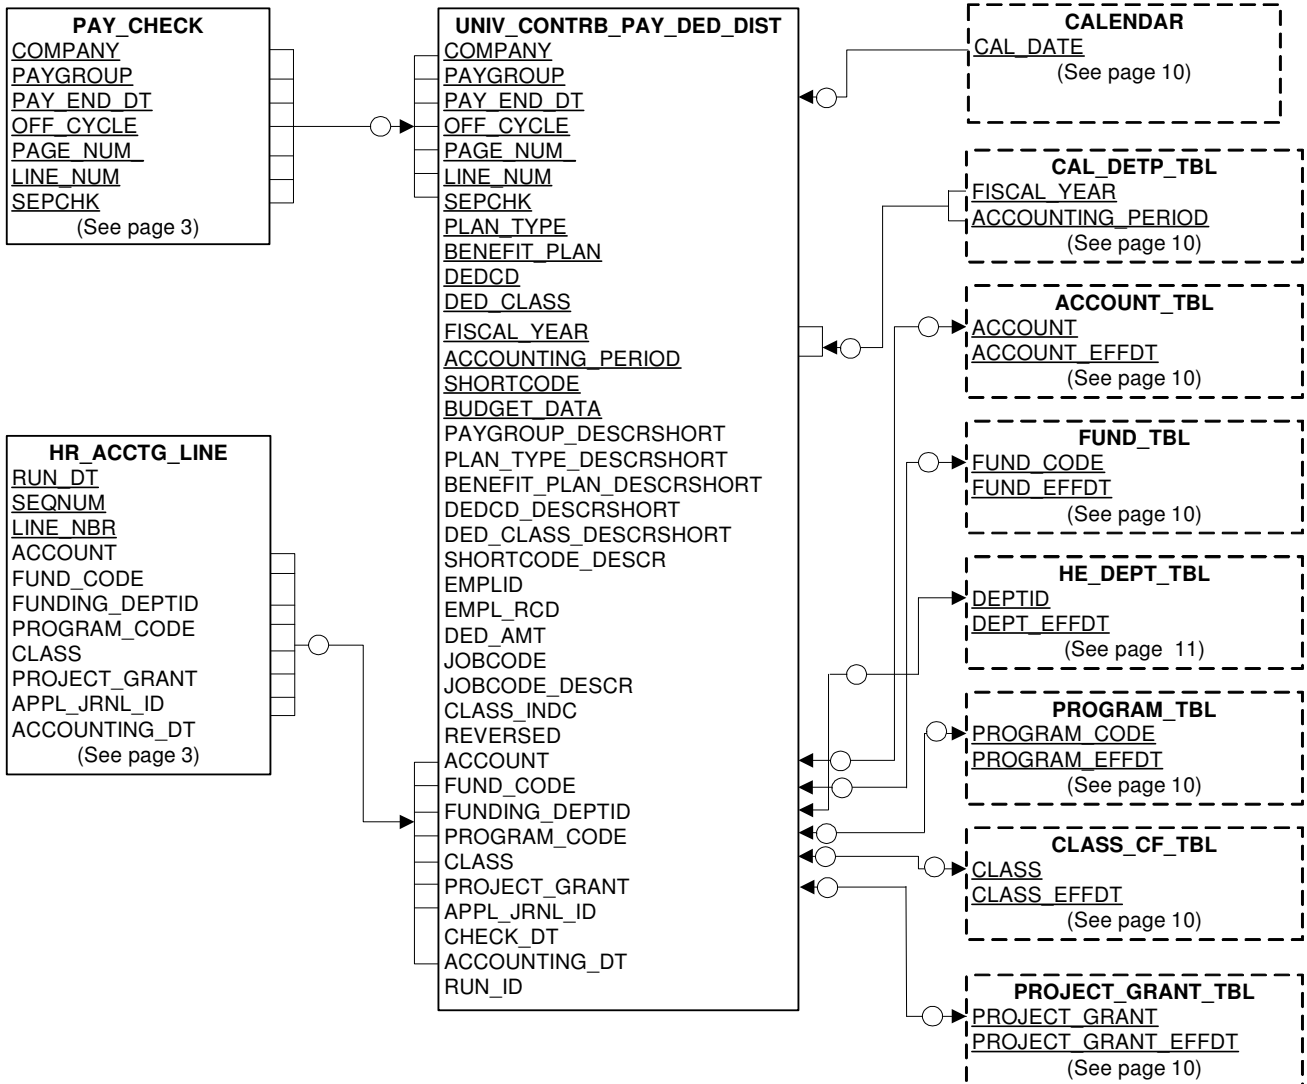 PAY_CHECK
COMPANY
PAYGROUP
PAY_END_DT
OFF_CYCLE
PAGE_NUM_
LINE_NUM
SEPCHK
(See page 3)
HR_ACCTG_LINE
RUN_DT
SEQNUM
LINE_NBR
ACCOUNT
FUND_CODE
FUNDING_DEPTID
PROGRAM_CODE
CLASS
PROJECT_GRANT
APPL_JRNL_ID
ACCOUNTING_DT
(See page 3)
UNIV_CONTRB_PAY_DED_DIST
COMPANY
PAYGROUP
PAY_END_DT
OFF_CYCLE
PAGE_NUM_
LINE_NUM
SEPCHK
PLAN_TYPE
BENEFIT_PLAN
DEDCD
DED_CLASS
FISCAL_YEAR
ACCOUNTING_PERIOD
SHORTCODE
BUDGET_DATA
PAYGROUP_DESCRSHORT
PLAN_TYPE_DESCRSHORT
BENEFIT_PLAN_DESCRSHORT
DEDCD_DESCRSHORT
DED_CLASS_DESCRSHORT
SHORTCODE_DESCR
EMPLID
EMPL_RCD
DED_AMT
JOBCODE
JOBCODE_DESCR
CLASS_INDC
REVERSED
ACCOUNT
FUND_CODE
FUNDING_DEPTID
PROGRAM_CODE
CLASS
PROJECT_GRANT
APPL_JRNL_ID
CHECK_DT
ACCOUNTING_DT
RUN_ID
CALENDAR
CAL_DATE
(See page 10)
CAL_DETP_TBL
FISCAL_YEAR
ACCOUNTING_PERIOD
(See page 10)
ACCOUNT_TBL
ACCOUNT
ACCOUNT_EFFDT
(See page 10)
FUND_TBL
FUND_CODE
FUND_EFFDT
(See page 10)
HE_DEPT_TBL
DEPTID
DEPT_EFFDT
(See page 11)
PROGRAM_TBL
PROGRAM_CODE
PROGRAM_EFFDT
(See page 10)
CLASS_CF_TBL
CLASS
CLASS_EFFDT
(See page 10)
PROJECT_GRANT_TBL
PROJECT_GRANT
PROJECT_GRANT_EFFDT
(See page 10)